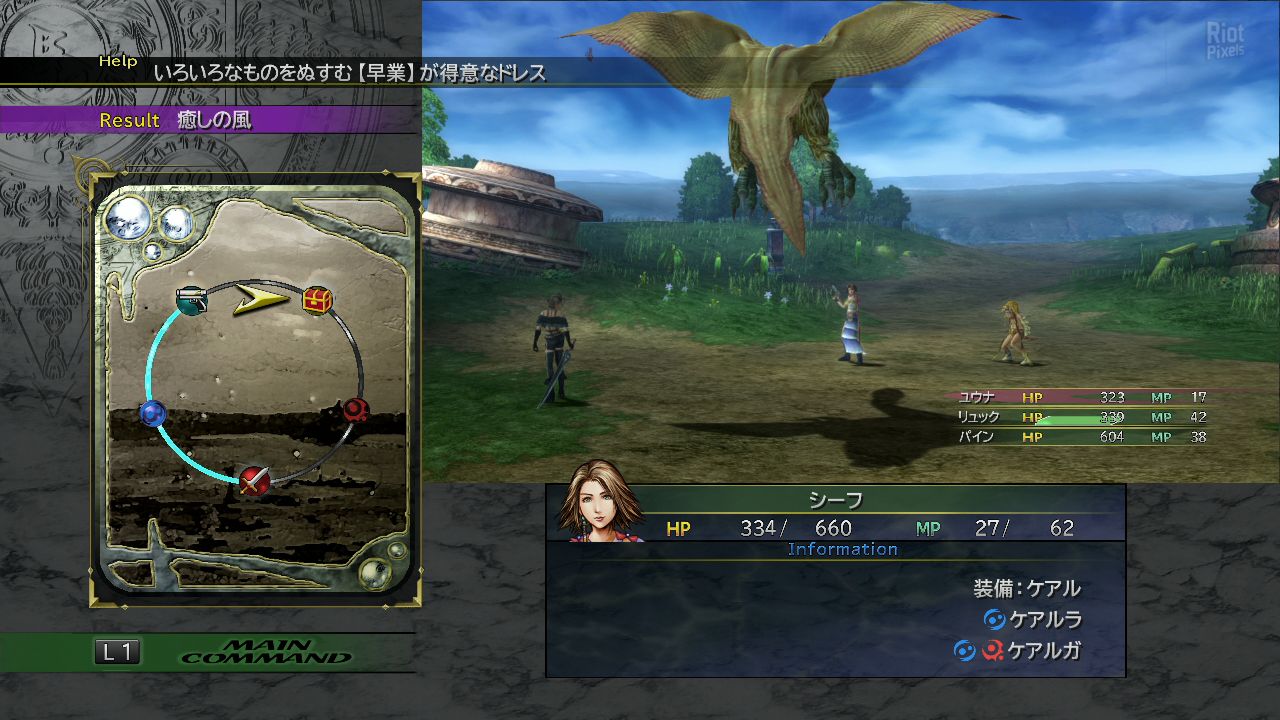 Riot
Pixels
Help
いろいろなものをぬすむ【早業】が得意なドレス
Result 癒しの風
ユウナ HP 323 MP 17
リュック HP 339 MP 42
パイン HP 604 MP 38
シーフ
HP 334/ 660 MP 27/ 62
Information
装備:ケアル
ケアルラ
ケアルガ
L1 MAIN
COMMAND